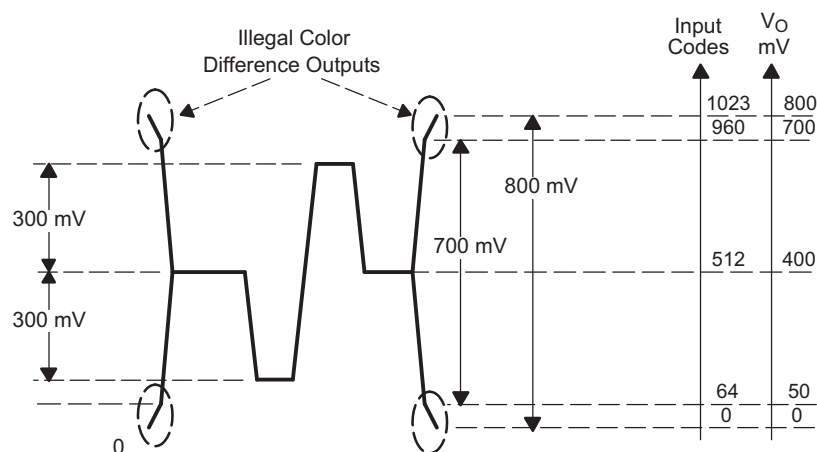 Illegal Color
Difference Outputs
Input
Codes
VO
mV
1023 800
960 700
300 mV
800 mV
700 mV
512 400
300 mV
64 50
0 0
0